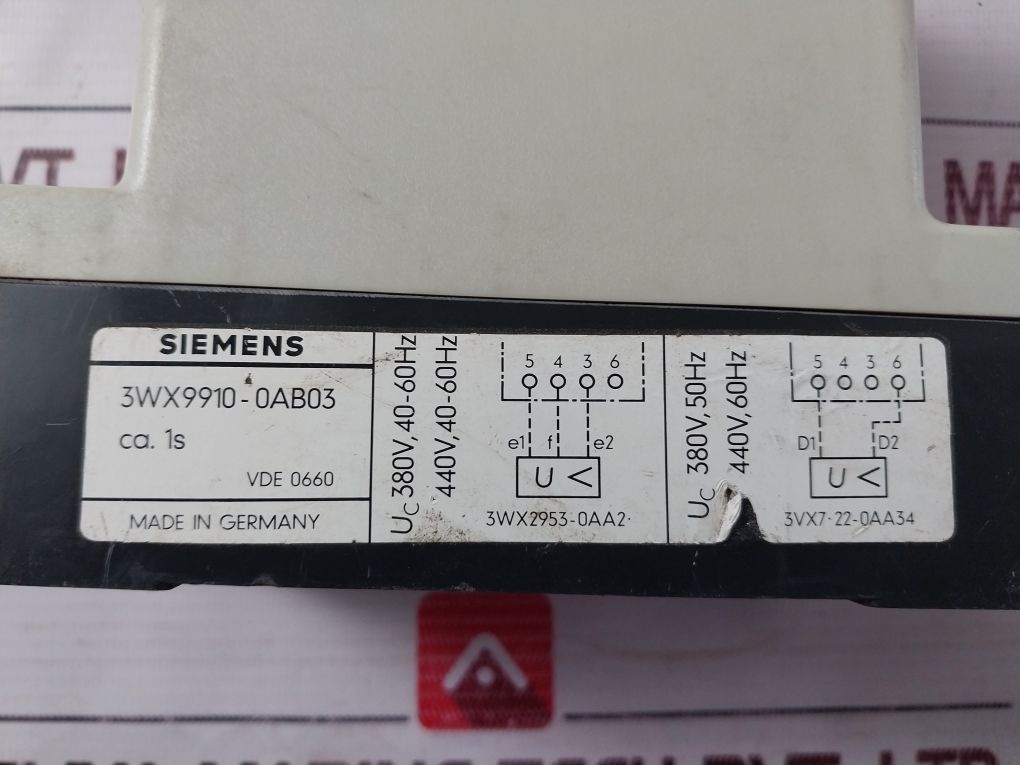 SIEMENS
3WX9910-0AB03
ca. 1s
VDE 0660
MADE IN GERMANY
UC 380V,40-60Hz
440V,40-60Hz
5 4 3 6
e1 f e2
U <
3WX2953-0AA2·
UC 380V,50Hz
440V,60Hz
5 4 3 6
D1 D2
U <
3VX7·22-0AA34